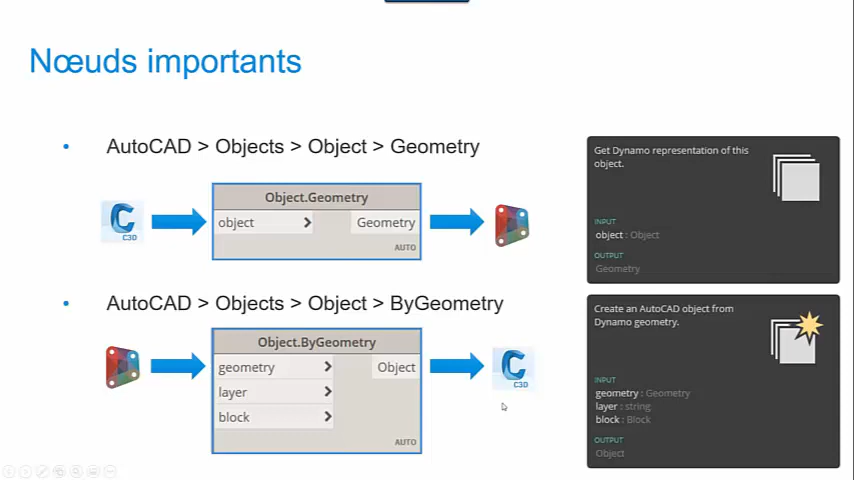 Nœuds importants
• AutoCAD > Objects > Object > Geometry
C3D
Object.Geometry
object >
Geometry
AUTO
Get Dynamo representation of this
object.
INPUT
object : Object
OUTPUT
Geometry
• AutoCAD > Objects > Object > ByGeometry
Object.ByGeometry
geometry >
Object
layer >
block >
AUTO
C3D
Create an AutoCAD object from
Dynamo geometry.
INPUT
geometry : Geometry
layer : string
block : Block
OUTPUT
Object